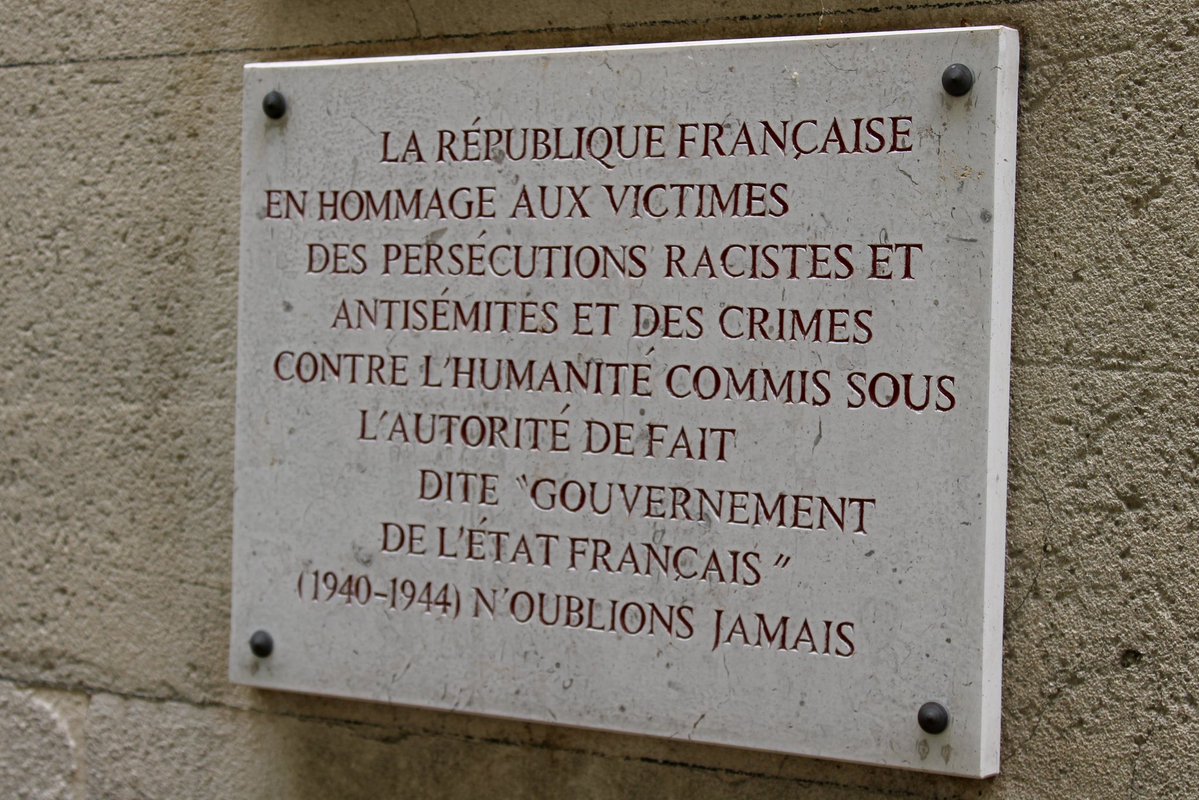 LA RÉPUBLIQUE FRANÇAISE
EN HOMMAGE AUX VICTIMES
DES PERSÉCUTIONS RACISTES ET
ANTISÉMITES ET DES CRIMES
CONTRE L'HUMANITÉ COMMIS SOUS
L'AUTORITÉ DE FAIT
DITE "GOUVERNEMENT
DE L'ÉTAT FRANÇAIS"
(1940-1944) N'OUBLIONS JAMAIS